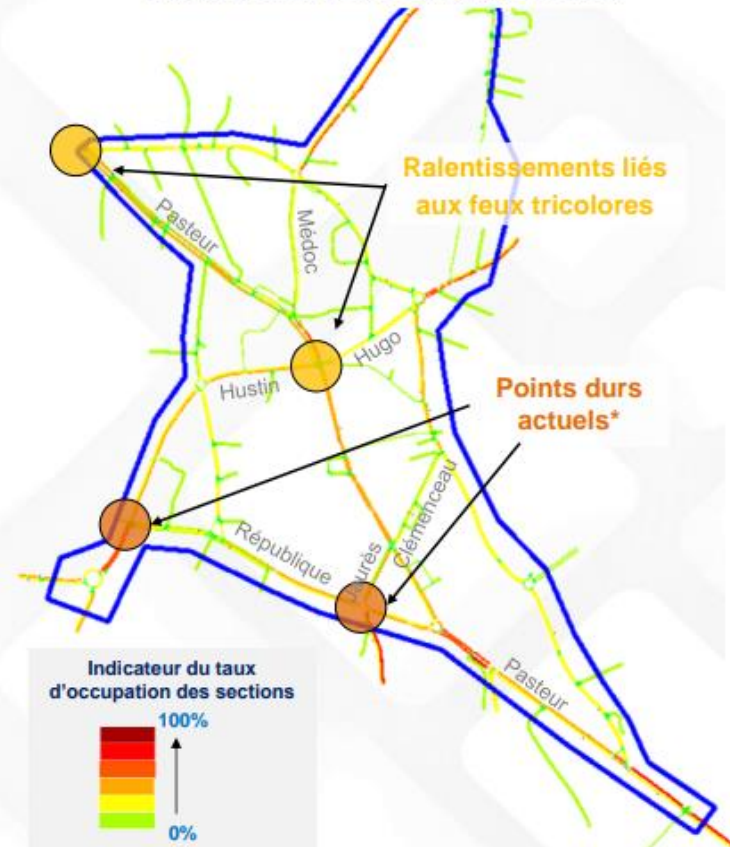 Ralentissements liés
aux feux tricolores
Pasteur
Médoc
Hugo
Hustin
Points durs
actuels*
Clémenceau
République
Jaurès
Pasteur
Indicateur du taux
d'occupation des sections
100%
0%